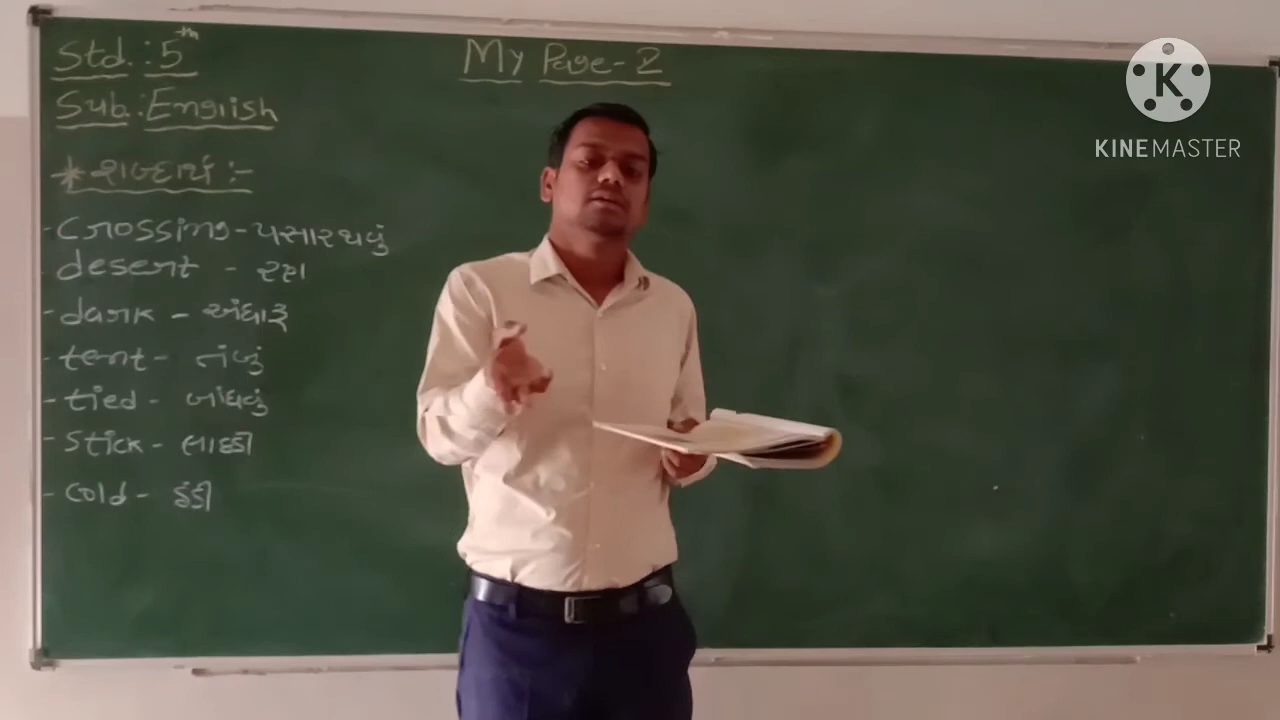 Std.:5th
My Page-2
Sub.:English
*શબ્દાર્થ :-
-Crossing-પસારથવું
-desert - રણ
-dark - અંધારૂ
-tent- તંબું
-tied - બાંધવું
-Stick - લાકડી
-Cold - ઠંડી
K
KINEMASTER